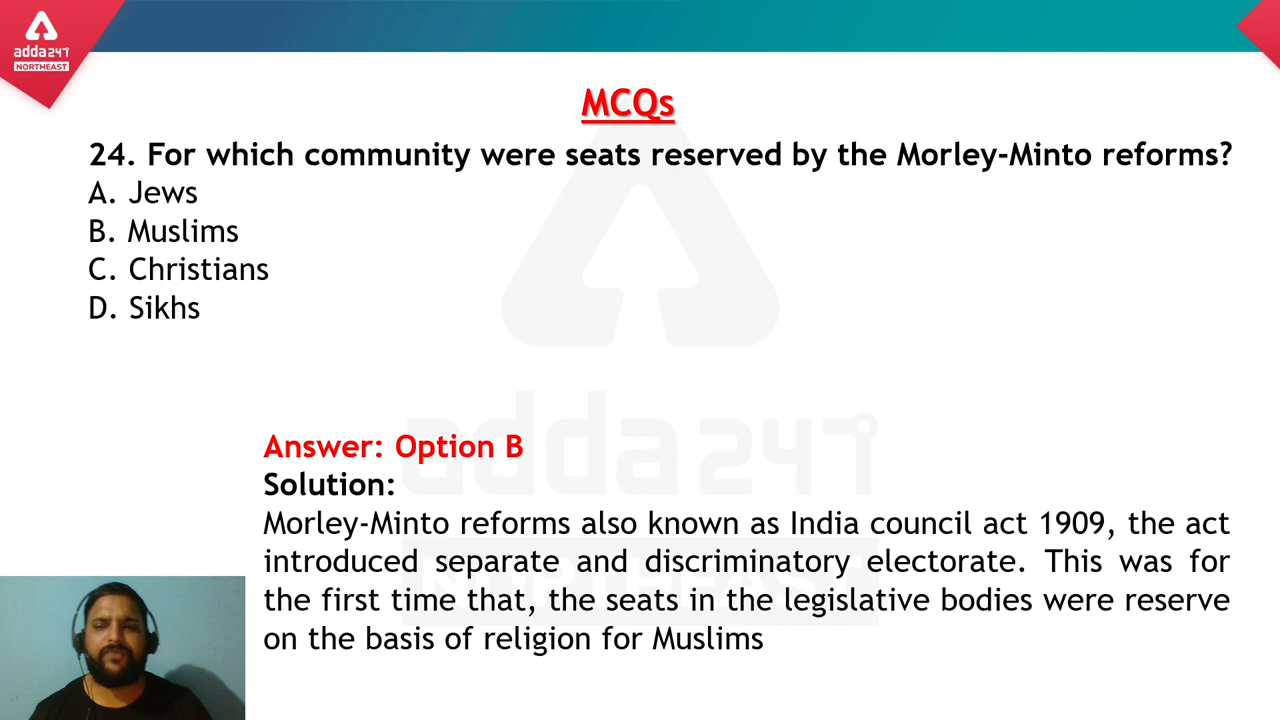 adda247
NORTHEAST
MCQs
24. For which community were seats reserved by the Morley-Minto reforms?
A. Jews
B. Muslims
C. Christians
D. Sikhs
adda247
NORTHEAST
Answer: Option B
Solution:
Morley-Minto reforms also known as India council act 1909, the act
introduced separate and discriminatory electorate. This was for
the first time that, the seats in the legislative bodies were reserve
on the basis of religion for Muslims